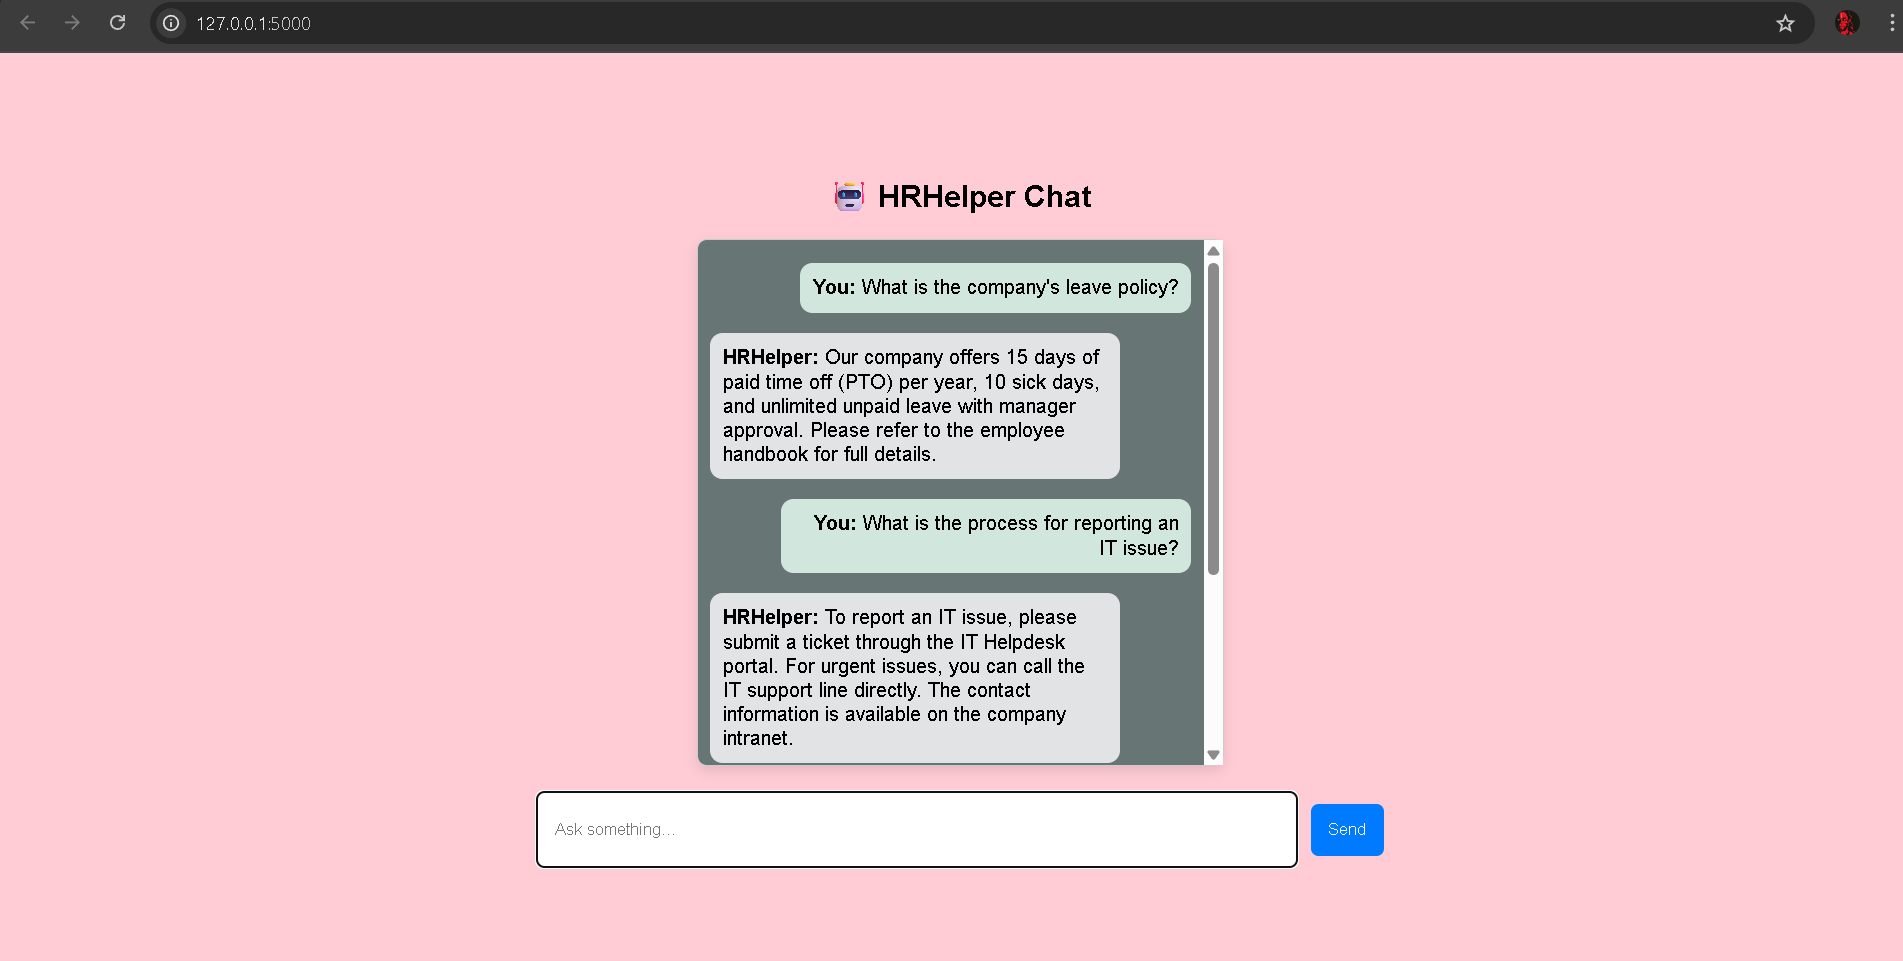 127.0.0.1:5000
HRHelper Chat
You: What is the company's leave policy?
HRHelper: Our company offers 15 days of
paid time off (PTO) per year, 10 sick days,
and unlimited unpaid leave with manager
approval. Please refer to the employee
handbook for full details.
You: What is the process for reporting an
IT issue?
HRHelper: To report an IT issue, please
submit a ticket through the IT Helpdesk
portal. For urgent issues, you can call the
IT support line directly. The contact
information is available on the company
intranet.
Ask something...
Send